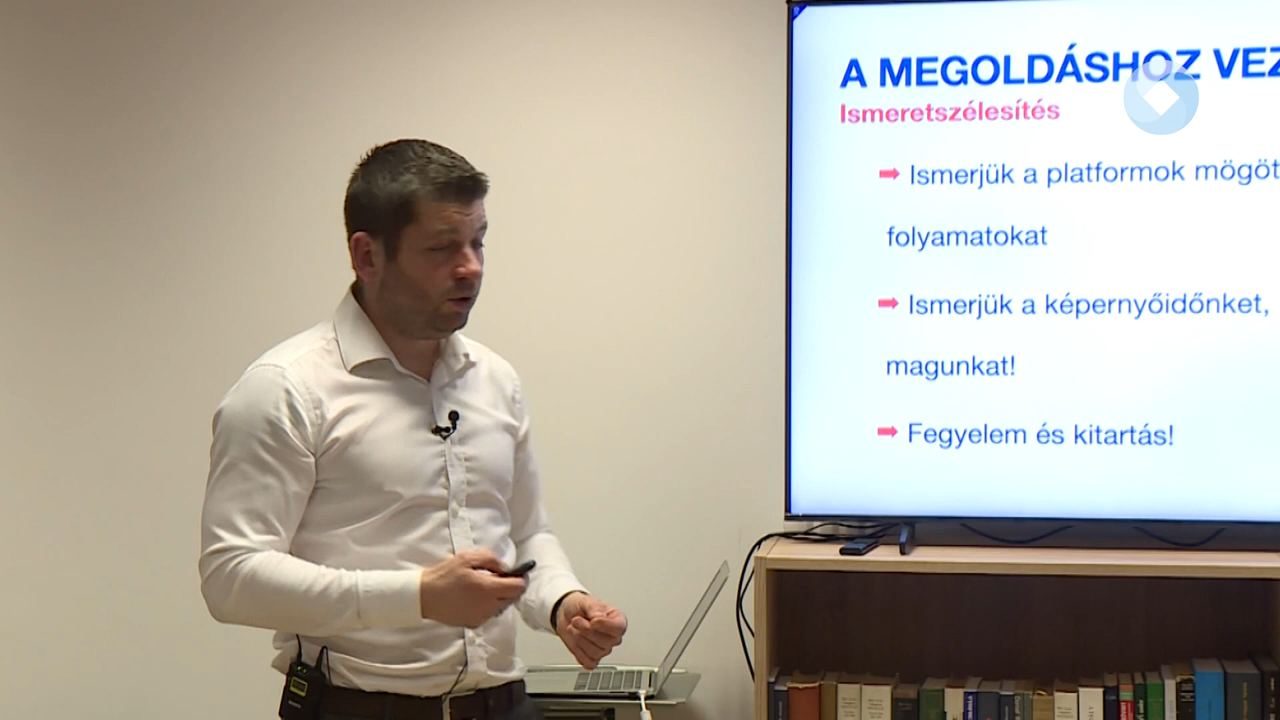 A MEGOLDÁSHOZ VEZ
Ismeretszélesítés
Ismerjük a platformok mögöt
folyamatokat
Ismerjük a képernyőidőnket,
magunkat!
Fegyelem és kitartás!